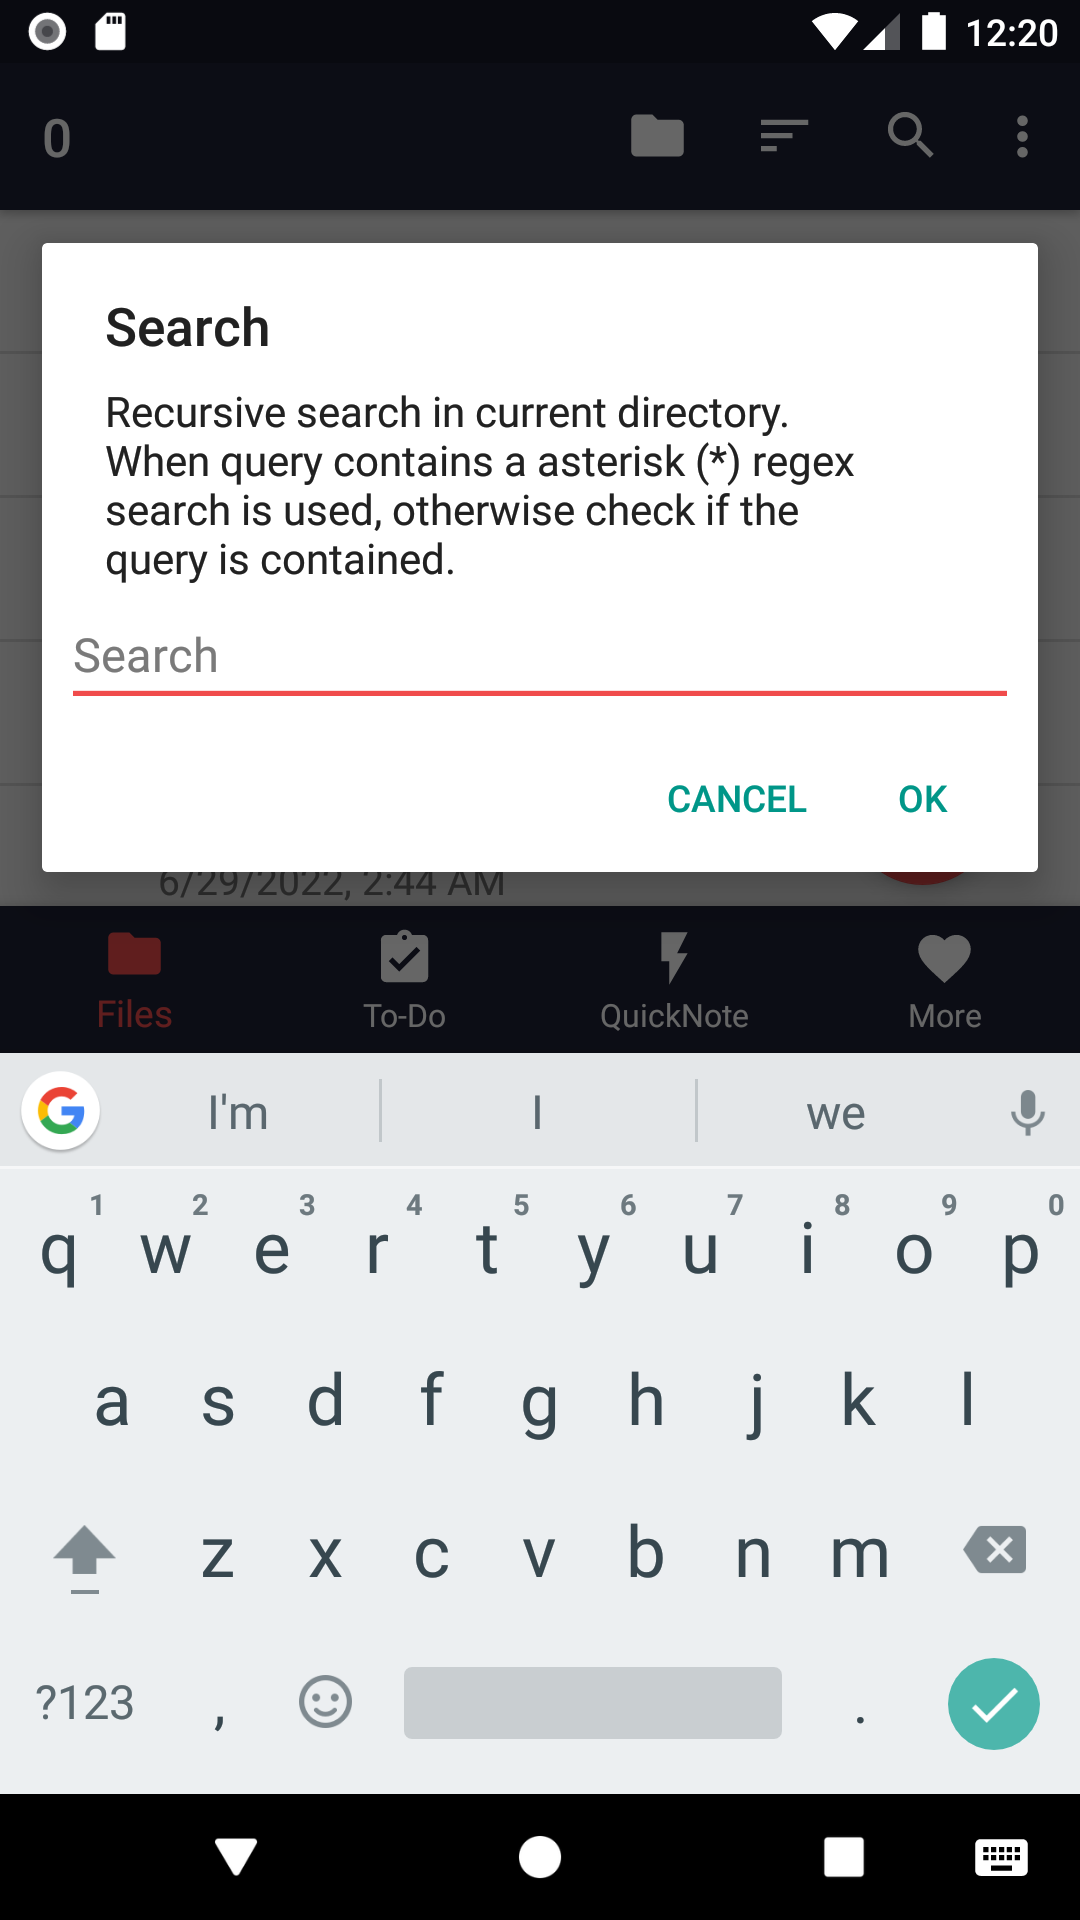 12:20
0
Search
Recursive search in current directory.
When query contains a asterisk (*) regex
search is used, otherwise check if the
query is contained.
Search
CANCEL OK
6/29/2022, 2:44 AM
Files To-Do QuickNote More
I'm I we
1 2 3 4 5 6 7 8 9 0
q w e r t y u i o p
a s d f g h j k l
z x c v b n m
?123 , .